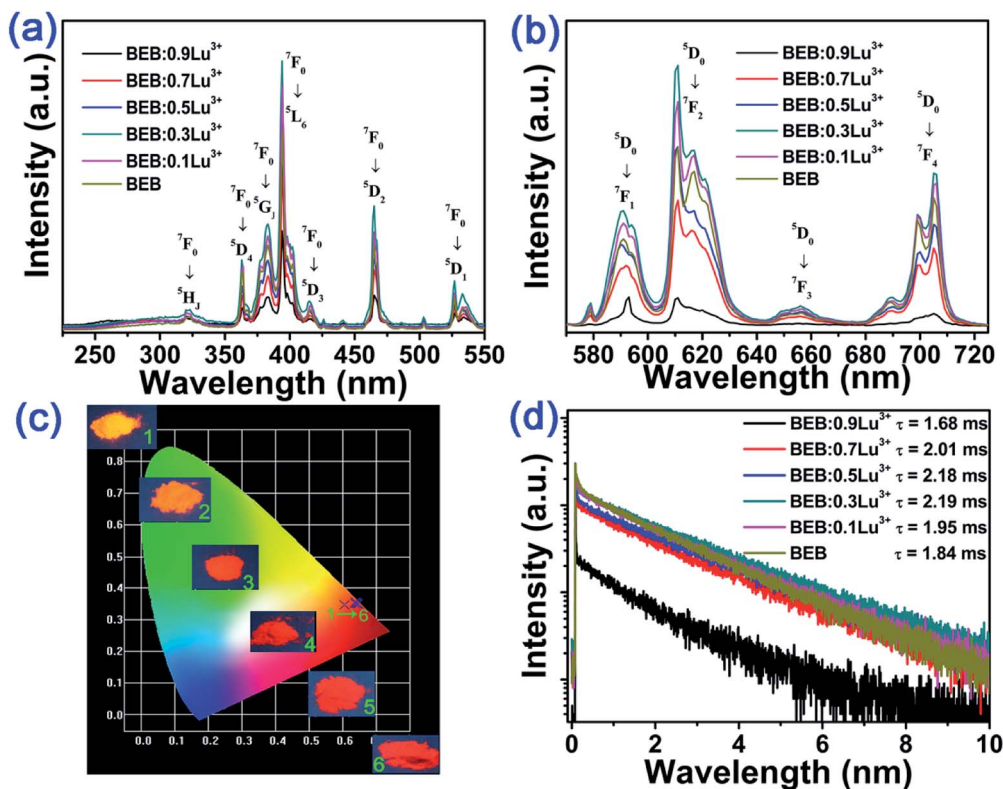 (a)
BEB:0.9Lu³⁺
BEB:0.7Lu³⁺
BEB:0.5Lu³⁺
BEB:0.3Lu³⁺
BEB:0.1Lu³⁺
BEB
⁷F₀
↓
⁵H_J
⁷F₀
↓
⁵D₄
⁷F₀
↓
⁵G_J
⁷F₀
↓
⁵L₆
⁷F₀
↓
⁵D₃
⁷F₀
↓
⁵D₂
⁷F₀
↓
⁵D₁
Intensity (a.u.)
250 300 350 400 450 500 550
Wavelength (nm)
(b)
BEB:0.9Lu³⁺
BEB:0.7Lu³⁺
BEB:0.5Lu³⁺
BEB:0.3Lu³⁺
BEB:0.1Lu³⁺
BEB
⁵D₀
↓
⁷F₁
⁵D₀
↓
⁷F₂
⁵D₀
↓
⁷F₃
⁵D₀
↓
⁷F₄
Intensity (a.u.)
580 600 620 640 660 680 700 720
Wavelength (nm)
(c)
1
2
3
4
5
6
1→6
0.8
0.7
0.6
0.5
0.4
0.3
0.2
0.1
0.0
0.0 0.1 0.2 0.3 0.4 0.5 0.6
(d)
BEB:0.9Lu³⁺ τ = 1.68 ms
BEB:0.7Lu³⁺ τ = 2.01 ms
BEB:0.5Lu³⁺ τ = 2.18 ms
BEB:0.3Lu³⁺ τ = 2.19 ms
BEB:0.1Lu³⁺ τ = 1.95 ms
BEB τ = 1.84 ms
Intensity (a.u.)
0 2 4 6 8 10
Wavelength (nm)